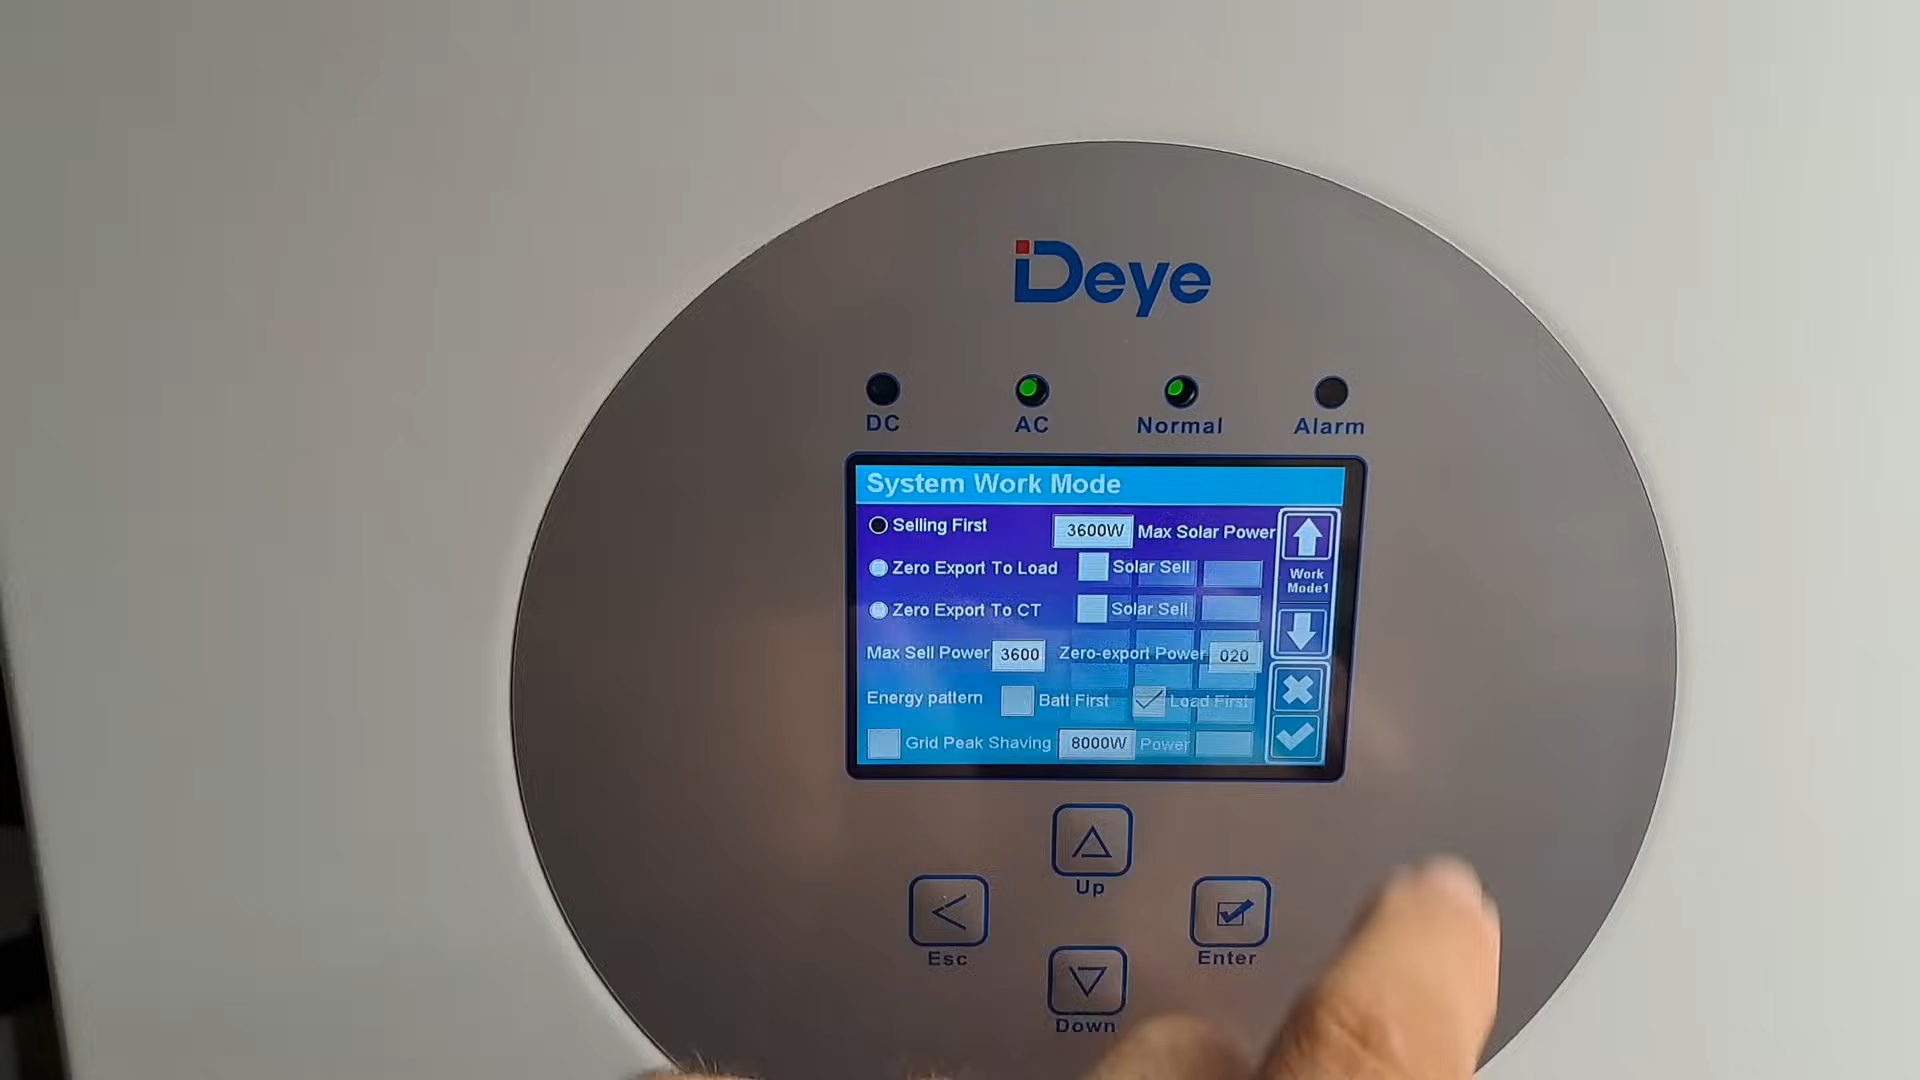 Deye
DC AC Normal Alarm
System Work Mode
Selling First 3600W Max Solar Power
Zero Export To Load Solar Sell
Work
Mode1
Zero Export To CT Solar Sell
Max Sell Power 3600 Zero-export Power 020
Energy pattern Batt First Load First
Grid Peak Shaving 8000W Power
Up
Esc Enter
Down